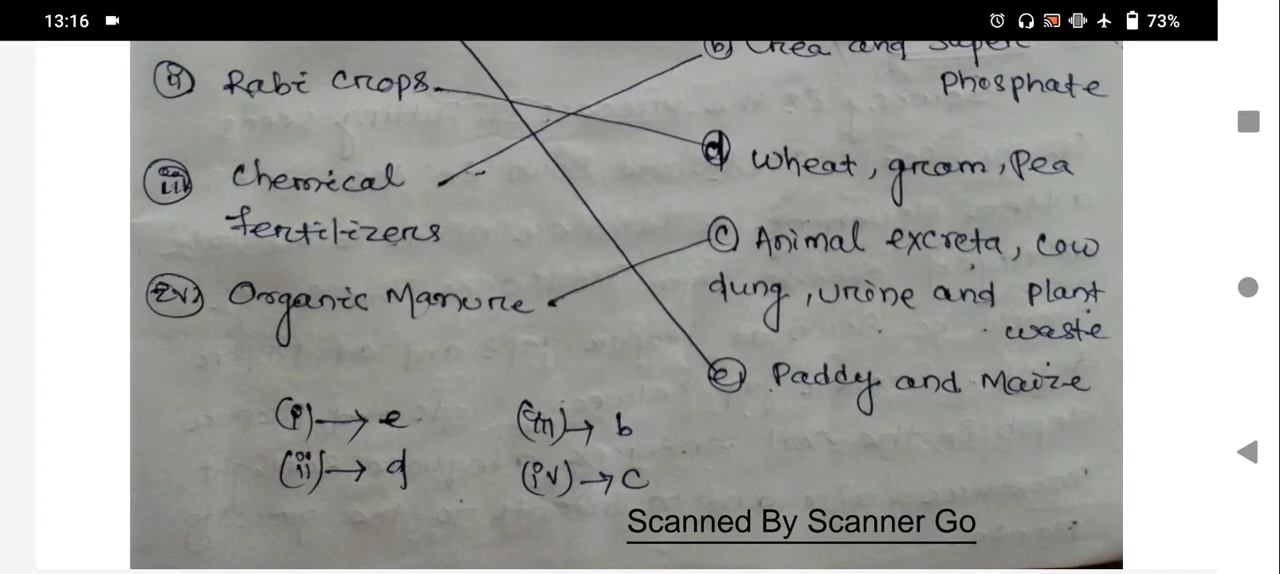 13:16
73%
(b) Urea and Super
Phosphate
(ii) Rabi Crops
(d) Wheat, gram, Pea
(iii) Chemical
fertilizers
(c) Animal excreta, cow
dung, urine and plant
waste
(iv) Organic Manure
(e) Paddy and Maize
(i) → e
(iii) → b
(ii) → d
(iv) → c
Scanned By Scanner Go